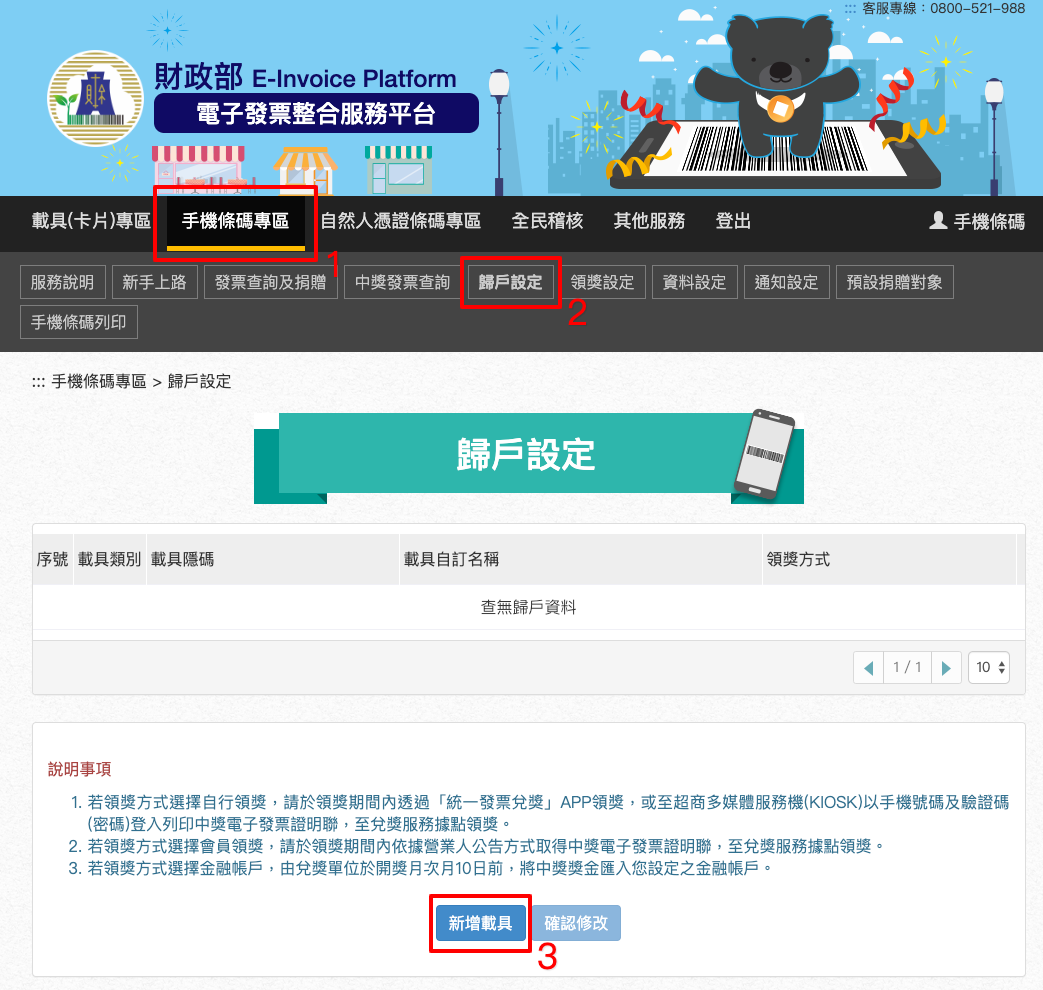 ::: 客服專線：0800-521-988
財政部 E-Invoice Platform
電子發票整合服務平台
載具(卡片)專區 手機條碼專區 自然人憑證條碼專區 全民稽核 其他服務 登出 手機條碼
1
服務說明 新手上路 發票查詢及捐贈 中獎發票查詢 歸戶設定 領獎設定 資料設定 通知設定 預設捐贈對象
2
手機條碼列印
::: 手機條碼專區 > 歸戶設定
歸戶設定
序號 載具類別 載具隱碼 載具自訂名稱 領獎方式
查無歸戶資料
1 / 1 10
說明事項
1. 若領獎方式選擇自行領獎，請於領獎期間內透過「統一發票兌獎」APP領獎，或至超商多媒體服務機(KIOSK)以手機號碼及驗證碼
(密碼)登入列印中獎電子發票證明聯，至兌獎服務據點領獎。
2. 若領獎方式選擇會員領獎，請於領獎期間內依據營業人公告方式取得中獎電子發票證明聯，至兌獎服務據點領獎。
3. 若領獎方式選擇金融帳戶，由兌獎單位於開獎月次月10日前，將中獎獎金匯入您設定之金融帳戶。
新增載具 確認修改
3